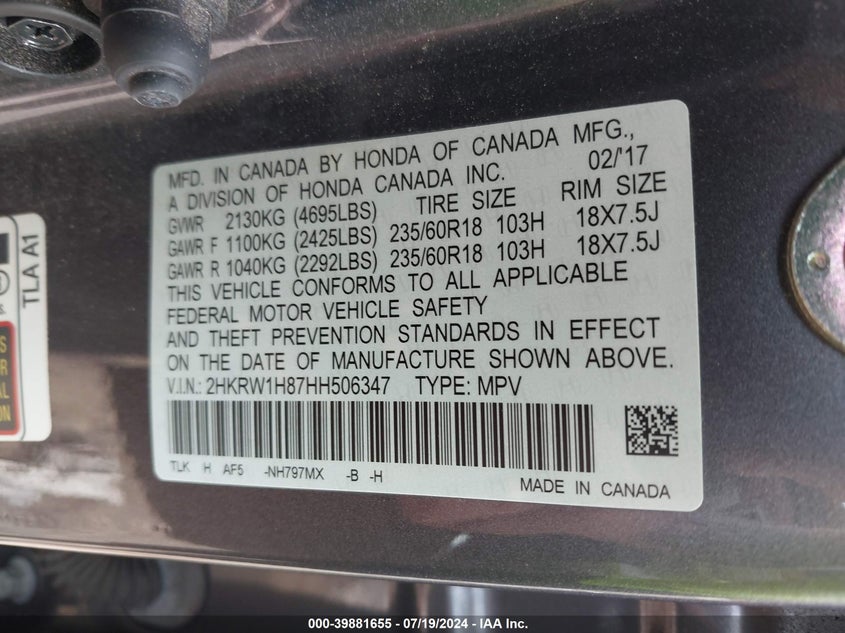 MFD. IN CANADA BY HONDA OF CANADA MFG.,
A DIVISION OF HONDA CANADA INC. 02/'17
GVWR 2130KG (4695LBS) TIRE SIZE RIM SIZE
GAWR F 1100KG (2425LBS) 235/60R18 103H 18X7.5J
GAWR R 1040KG (2292LBS) 235/60R18 103H 18X7.5J
THIS VEHICLE CONFORMS TO ALL APPLICABLE
FEDERAL MOTOR VEHICLE SAFETY
AND THEFT PREVENTION STANDARDS IN EFFECT
ON THE DATE OF MANUFACTURE SHOWN ABOVE.
V.I.N.: 2HKRW1H87HH506347 TYPE: MPV
TLK H AF5 -NH797MX -B -H
MADE IN CANADA
TLA A1
000-39881655 / 07/19/2024 - IAA Inc.